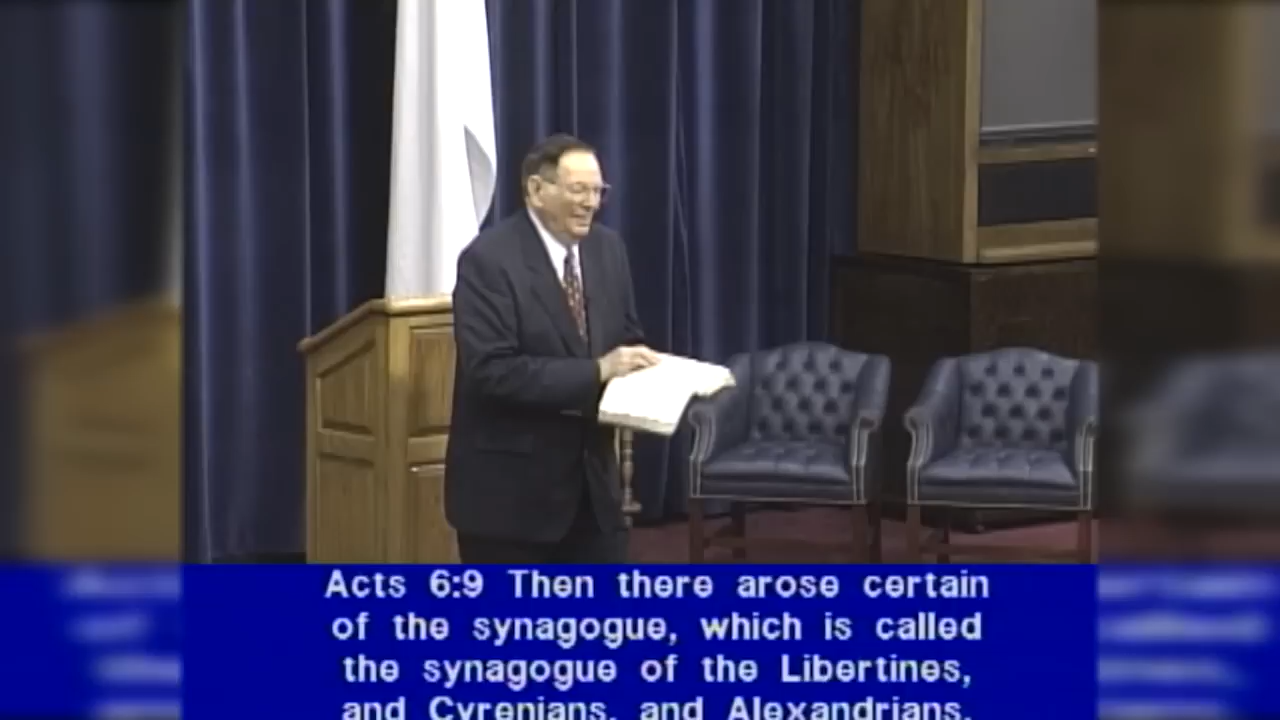 Acts 6:9 Then there arose certain
of the synagogue, which is called
the synagogue of the Libertines,
and Cyrenians, and Alexandrians,